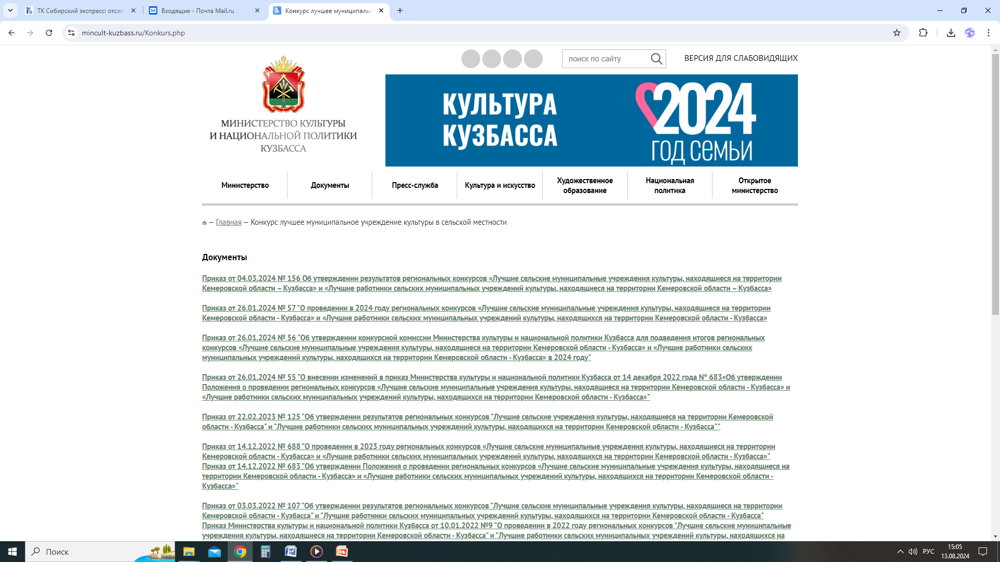 ТК Сибирский экспресс: отсле
Входящие - Почта Mail.ru
Конкурс лучшее муниципальн
mincult-kuzbass.ru/Konkurs.php
поиск по сайту
ВЕРСИЯ ДЛЯ СЛАБОВИДЯЩИХ
МИНИСТЕРСТВО КУЛЬТУРЫ
И НАЦИОНАЛЬНОЙ ПОЛИТИКИ
КУЗБАССА
КУЛЬТУРА
КУЗБАССА
2024
ГОД СЕМЬИ
Министерство
Документы
Пресс-служба
Культура и искусство
Художественное
образование
Национальная
политика
Открытое
министерство
— Главная — Конкурс лучшее муниципальное учреждение культуры в сельской местности
Документы
Приказ от 04.03.2024 № 156 Об утверждении результатов региональных конкурсов «Лучшие сельские муниципальные учреждения культуры, находящиеся на территории
Кемеровской области – Кузбасса» и «Лучшие работники сельских муниципальных учреждений культуры, находящиеся на территории Кемеровской области – Кузбасса»
Приказ от 26.01.2024 № 57 "О проведении в 2024 году региональных конкурсов «Лучшие сельские муниципальные учреждения культуры, находящиеся на территории
Кемеровской области - Кузбасса» и «Лучшие работники сельских муниципальных учреждений культуры, находящихся на территории Кемеровской области - Кузбасса»
Приказ от 26.01.2024 № 56 "Об утверждении конкурсной комиссии Министерства культуры и национальной политики Кузбасса для подведения итогов региональных
конкурсов «Лучшие сельские муниципальные учреждения культуры, находящиеся на территории Кемеровской области - Кузбасса» и «Лучшие работники сельских
муниципальных учреждений культуры, находящихся на территории Кемеровской области - Кузбасса» в 2024 году"
Приказ от 26.01.2024 № 55 "О внесении изменений в приказ Министерства культуры и национальной политики Кузбасса от 14 декабря 2022 года № 683«Об утверждении
Положения о проведении региональных конкурсов «Лучшие сельские муниципальные учреждения культуры, находящиеся на территории Кемеровской области - Кузбасса» и
«Лучшие работники сельских муниципальных учреждений культуры, находящихся на территории Кемеровской области - Кузбасса»"
Приказ от 22.02.2023 № 125 "Об утверждении результатов региональных конкурсов "Лучшие сельские учреждения культуры, находящиеся на территории Кемеровской
области - Кузбасса" и "Лучшие работники сельских муниципальных учреждений культуры, находящихся на территории Кемеровской области - Кузбасса""
Приказ от 14.12.2022 № 688 "О проведении в 2023 году региональных конкурсов «Лучшие сельские муниципальные учреждения культуры, находящиеся на территории
Кемеровской области - Кузбасса» и «Лучшие работники сельских муниципальных учреждений культуры, находящихся на территории Кемеровской области - Кузбасса»"
Приказ от 14.12.2022 № 683 "Об утверждении Положения о проведении региональных конкурсов «Лучшие сельские муниципальные учреждения культуры, находящиеся на
территории Кемеровской области - Кузбасса» и «Лучшие работники сельских муниципальных учреждений культуры, находящихся на территории Кемеровской области -
Кузбасса»"
Приказ от 03.03.2022 № 107 "Об утверждении результатов региональных конкурсов "Лучшие сельские муниципальные учреждения культуры, находящиеся на территории
Кемеровской области - Кузбасса" и "Лучшие работники сельских муниципальных учреждений культуры, находящихся на территории Кемеровской области - Кузбасса"
Приказ Министерства культуры и национальной политики Кузбасса от 10.01.2022 №9 "О проведении в 2022 году региональных конкурсов "Лучшие сельские муниципальные
учреждения культуры, находящиеся на территории Кемеровской области - Кузбасса" и "Лучшие работники сельских муниципальных учреждений культуры, находящихся на
Поиск
РУС
15:05
13.08.2024